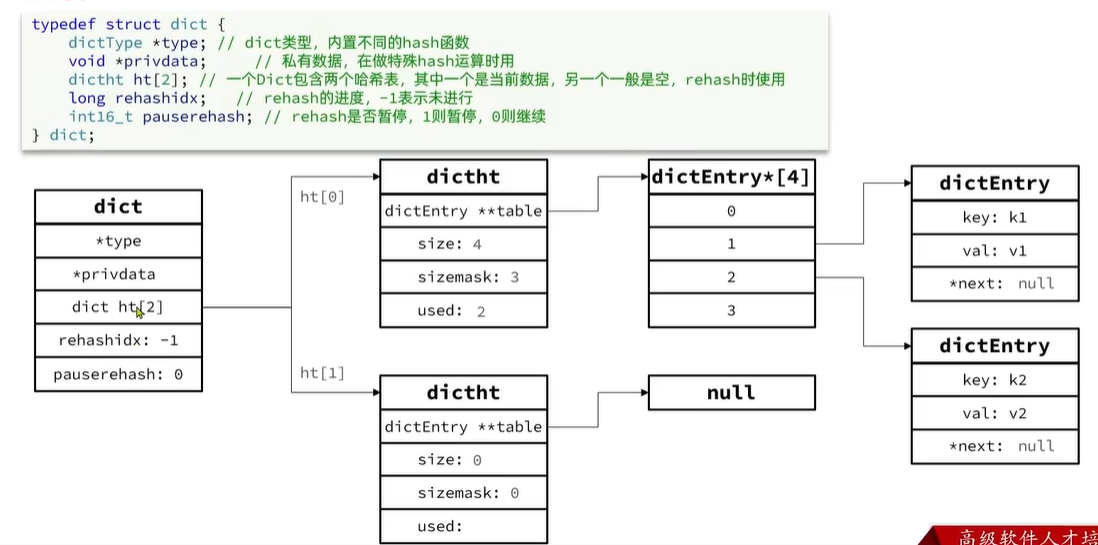 typedef struct dict {
dictType *type; // dict类型，内置不同的hash函数
void *privdata; // 私有数据，在做特殊hash运算时用
dictht ht[2]; // 一个Dict包含两个哈希表，其中一个是当前数据，另一个一般是空，rehash时使用
long rehashidx; // rehash的进度，-1表示未进行
int16_t pauserehash; // rehash是否暂停，1则暂停，0则继续
} dict;
dict
*type
*privdata
dict ht[2]
rehashidx: -1
pauserehash: 0
ht[0]
dictht
dictEntry **table
size: 4
sizemask: 3
used: 2
dictEntry*[4]
0
1
2
3
dictEntry
key: k1
val: v1
*next: null
dictEntry
key: k2
val: v2
*next: null
ht[1]
dictht
dictEntry **table
size: 0
sizemask: 0
used:
null
高级软件人才培